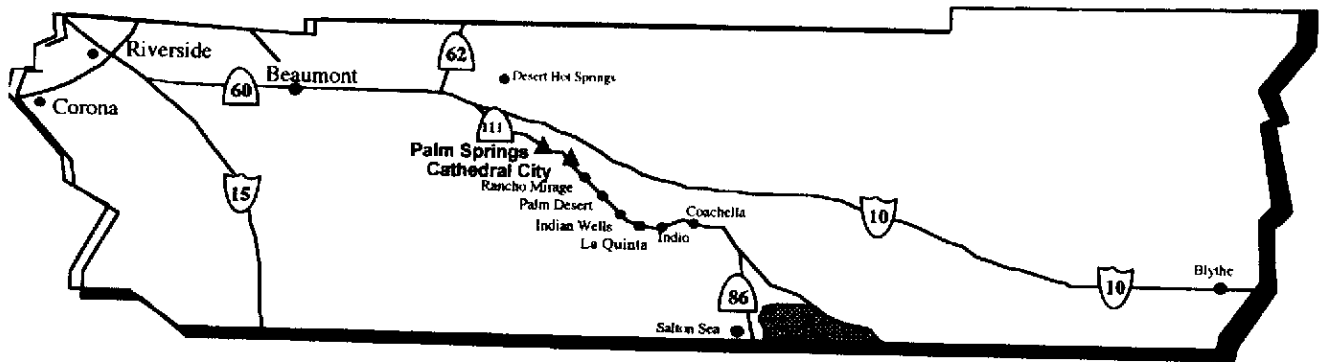 Riverside
62
Desert Hot Springs
Beaumont
60
Corona
111
Palm Springs
Cathedral City
Rancho Mirage
15
Palm Desert
Coachella
10
Indian Wells
Indio
La Quinta
Blythe
10
86
Salton Sea